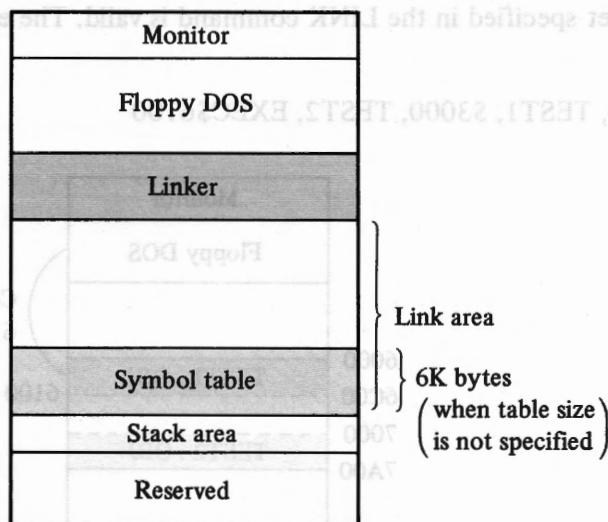 Monitor
Floppy DOS
Linker
Link area
Symbol table
6K bytes
(when table size
is not specified)
Stack area
Reserved